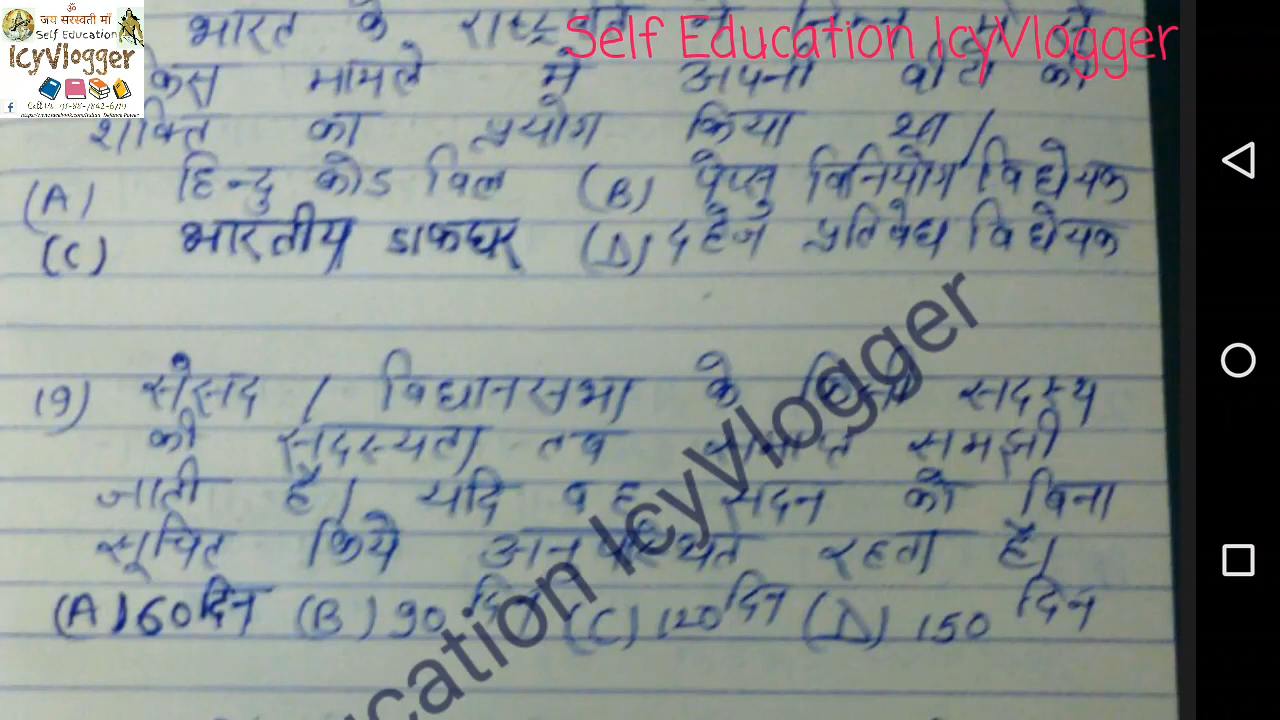 ॐ
जय सरस्वती माँ
Self Education
IcyVlogger
Self Education IcyVlogger
भारत के
किस मामले में अपनी वीटो की
शक्ति का प्रयोग किया था।
(A) हिन्दु कोड बिल (B) पेप्सु विनियोग विधेयक
(C) भारतीय डाकघर (D) दहेज प्रतिषेध विधेयक
19) संसद / विधानसभा के किसी सदस्य
की सदस्यता तब समाप्त समझी
जाती है। यदि वह सदन को बिना
सूचित किये अनुपस्थित रहता है।
(A) 60 दिन (B) 90 दिन (C) 120 दिन (D) 150 दिन
ucation IcyVlogger